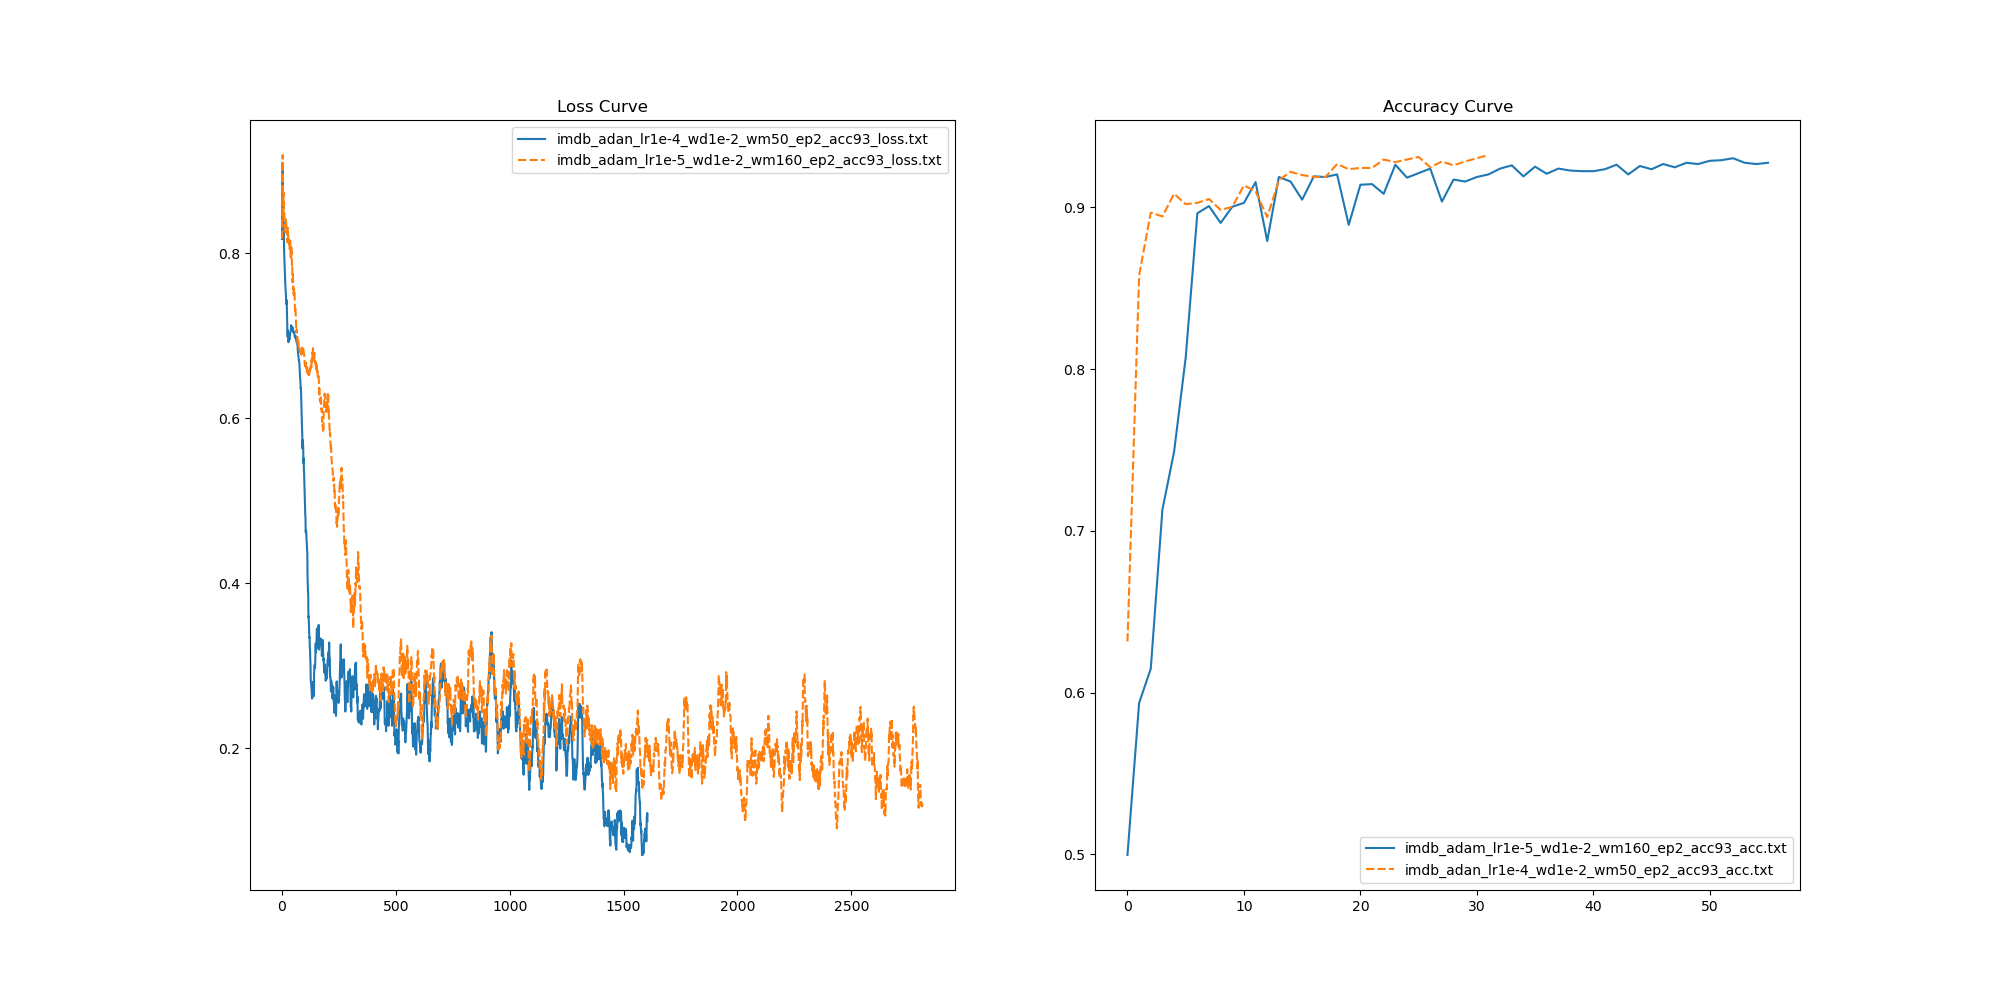 Loss Curve
imdb_adan_lr1e-4_wd1e-2_wm50_ep2_acc93_loss.txt
imdb_adam_lr1e-5_wd1e-2_wm160_ep2_acc93_loss.txt
0.8
0.6
0.4
0.2
0 500 1000 1500 2000 2500
Accuracy Curve
0.9
0.8
0.7
0.6
0.5
imdb_adam_lr1e-5_wd1e-2_wm160_ep2_acc93_acc.txt
imdb_adan_lr1e-4_wd1e-2_wm50_ep2_acc93_acc.txt
0 10 20 30 40 50